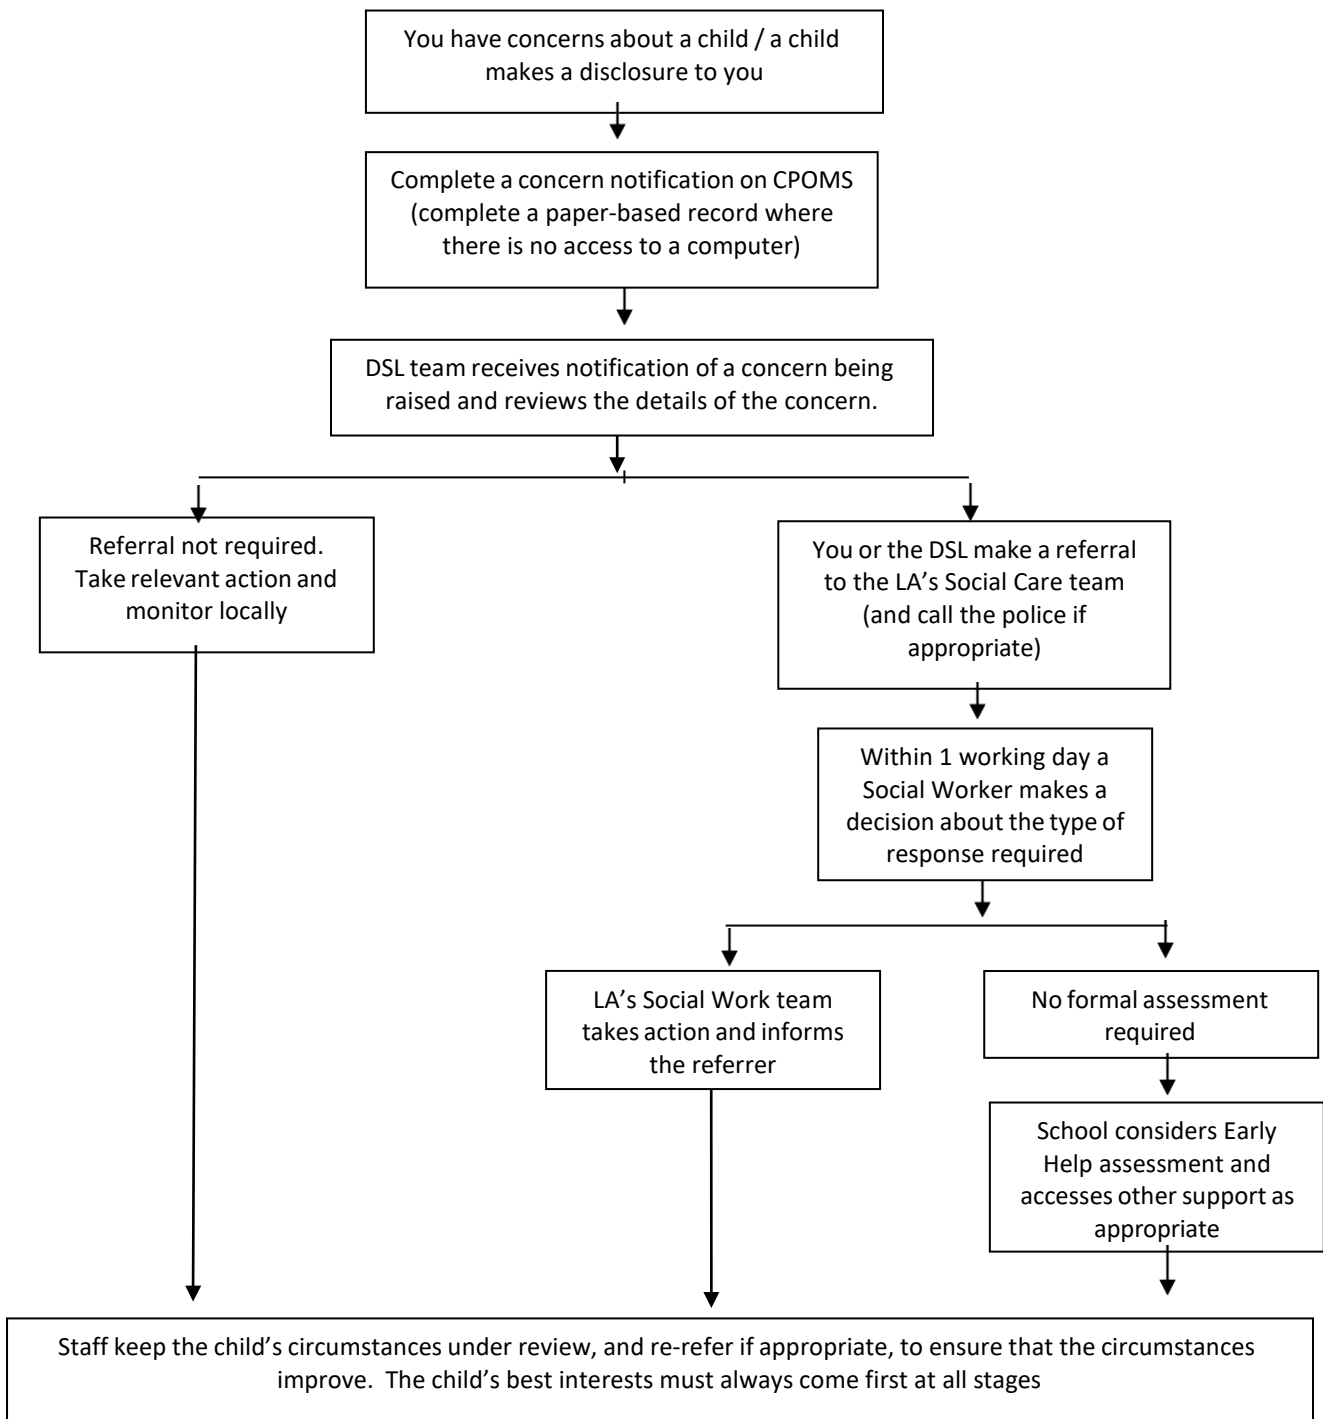 You have concerns about a child / a child
makes a disclosure to you
Complete a concern notification on CPOMS
(complete a paper-based record where
there is no access to a computer)
DSL team receives notification of a concern being
raised and reviews the details of the concern.
Referral not required.
Take relevant action and
monitor locally
You or the DSL make a referral
to the LA’s Social Care team
(and call the police if
appropriate)
Within 1 working day a
Social Worker makes a
decision about the type of
response required
LA’s Social Work team
takes action and informs
the referrer
No formal assessment
required
School considers Early
Help assessment and
accesses other support as
appropriate
Staff keep the child’s circumstances under review, and re-refer if appropriate, to ensure that the circumstances
improve.  The child’s best interests must always come first at all stages